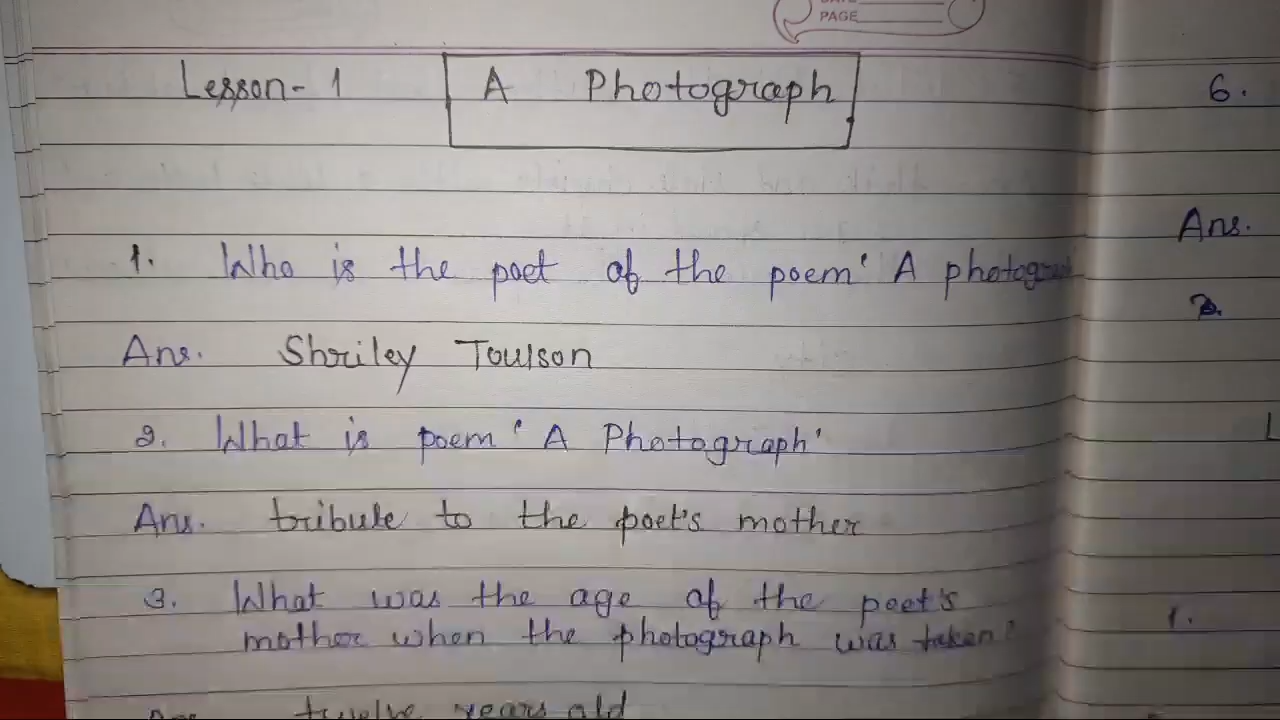 PAGE
Lesson- 1 A Photograph
1. Who is the poet of the poem' A photograph
Ans. Shriley Toulson
2. What is poem ' A Photograph'
Ans. tribute to the poet's mother
3. What was the age of the poet's
mother when the photograph was taken?
Ans. twelve years old
6.
Ans.
1.